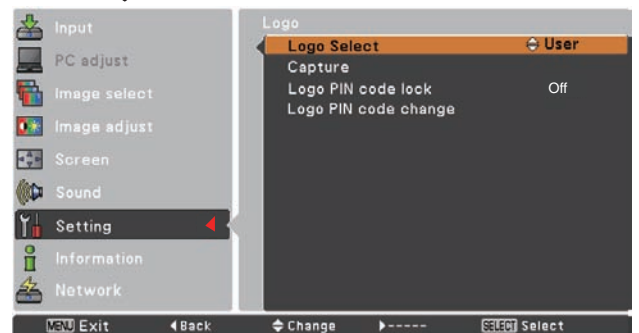 Input
PC adjust
Image select
Image adjust
Screen
Sound
Setting
Information
Network
Logo
Logo Select User
Capture
Logo PIN code lock Off
Logo PIN code change
MENU Exit Back Change ----- SELECT Select